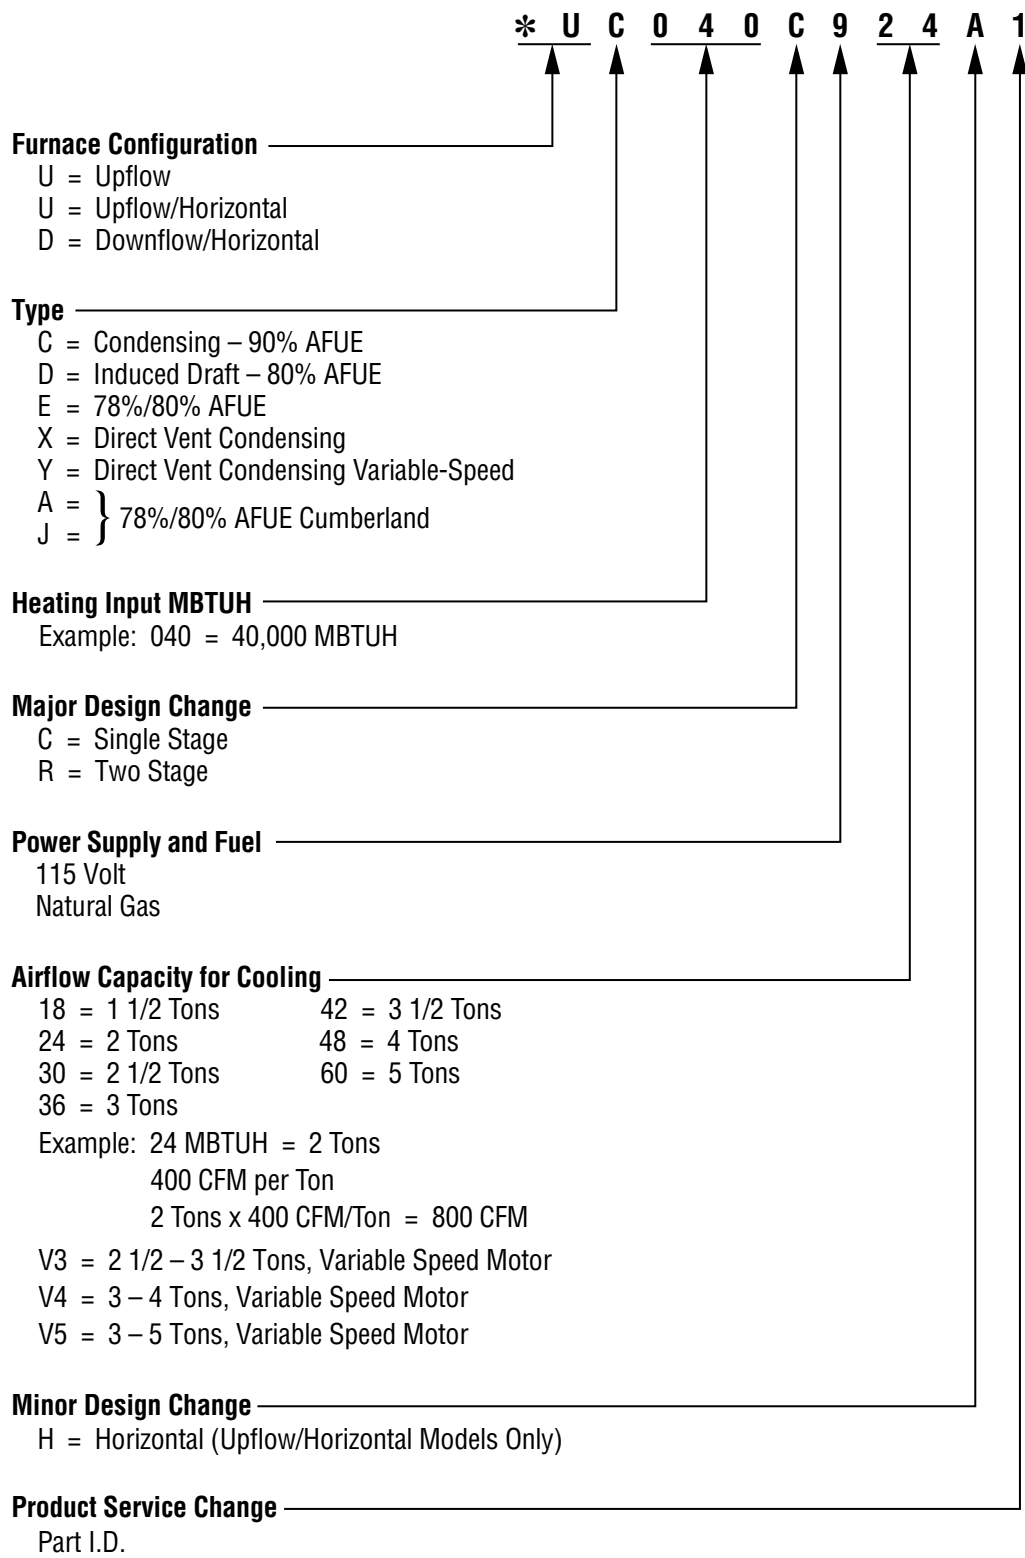 ✻ U C 0 4 0 C 9 2 4 A 1
Furnace Configuration
U = Upflow
U = Upflow/Horizontal
D = Downflow/Horizontal
Type
C = Condensing – 90% AFUE
D = Induced Draft – 80% AFUE
E = 78%/80% AFUE
X = Direct Vent Condensing
Y = Direct Vent Condensing Variable-Speed
A =
J = } 78%/80% AFUE Cumberland
Heating Input MBTUH
Example: 040 = 40,000 MBTUH
Major Design Change
C = Single Stage
R = Two Stage
Power Supply and Fuel
115 Volt
Natural Gas
Airflow Capacity for Cooling
18 = 1 1/2 Tons 42 = 3 1/2 Tons
24 = 2 Tons 48 = 4 Tons
30 = 2 1/2 Tons 60 = 5 Tons
36 = 3 Tons
Example: 24 MBTUH = 2 Tons
400 CFM per Ton
2 Tons x 400 CFM/Ton = 800 CFM
V3 = 2 1/2 – 3 1/2 Tons, Variable Speed Motor
V4 = 3 – 4 Tons, Variable Speed Motor
V5 = 3 – 5 Tons, Variable Speed Motor
Minor Design Change
H = Horizontal (Upflow/Horizontal Models Only)
Product Service Change
Part I.D.